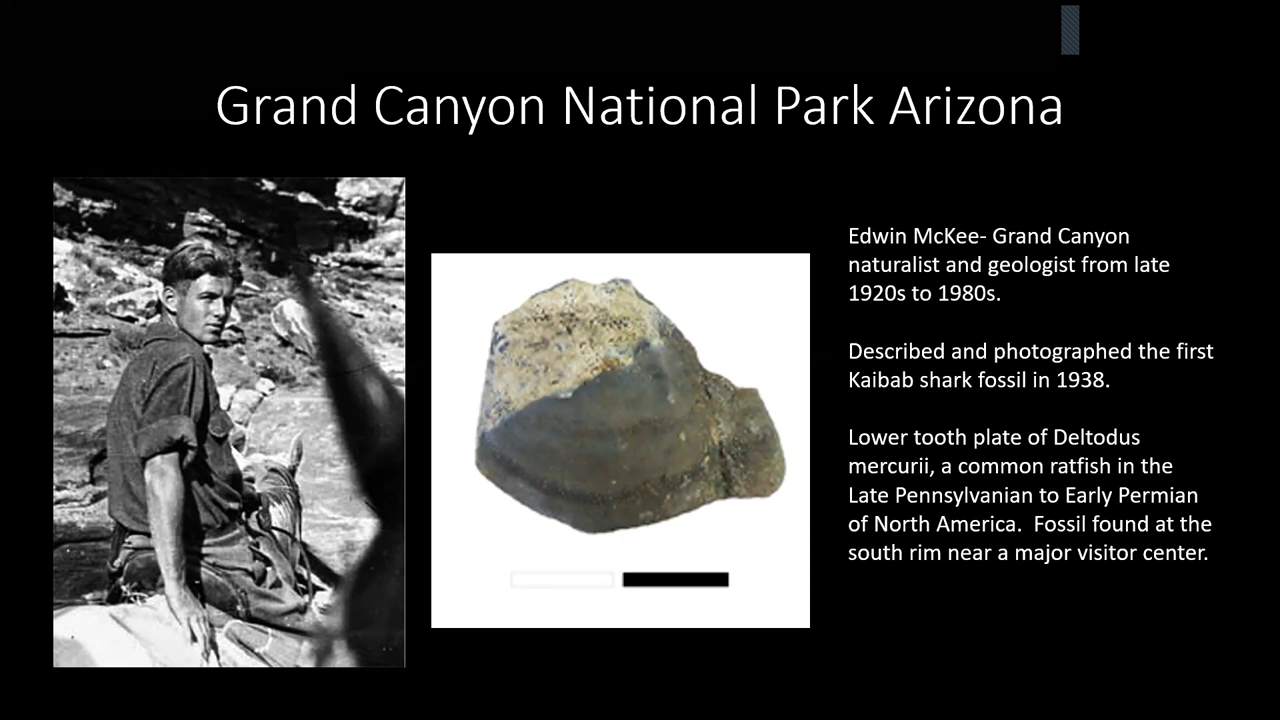 Grand Canyon National Park Arizona
Edwin McKee- Grand Canyon
naturalist and geologist from late
1920s to 1980s.
Described and photographed the first
Kaibab shark fossil in 1938.
Lower tooth plate of Deltodus
mercurii, a common ratfish in the
Late Pennsylvanian to Early Permian
of North America.  Fossil found at the
south rim near a major visitor center.